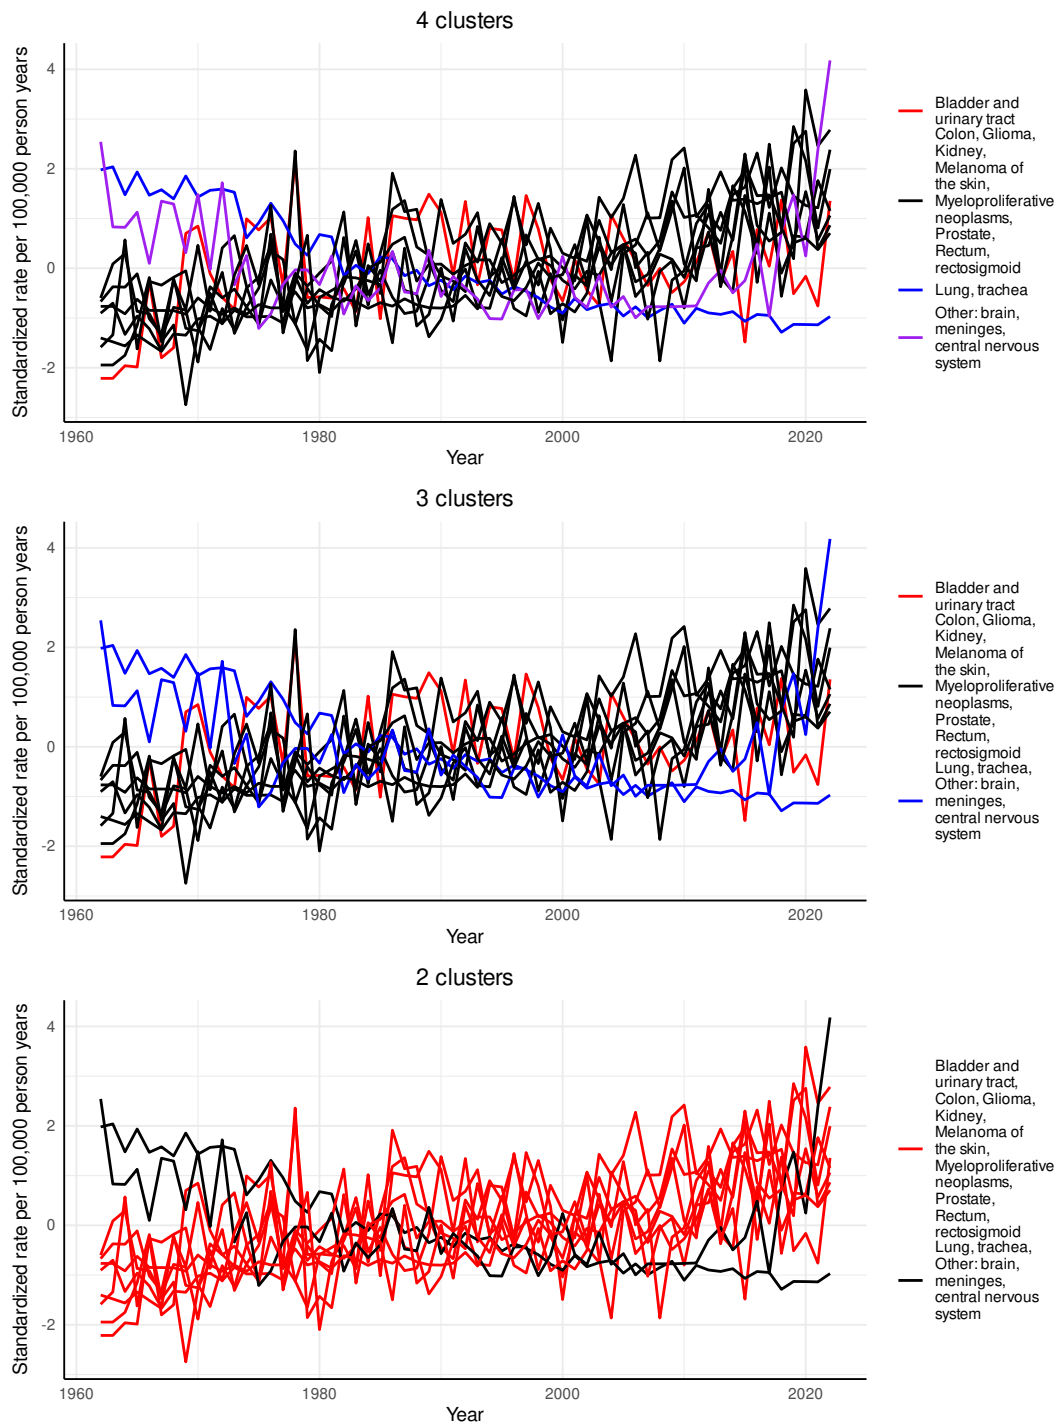 4 clusters
Standardized rate per 100,000 person years
4
2
0
-2
1960
1980
2000
2020
Year
Bladder and
urinary tract
Colon, Glioma,
Kidney,
Melanoma of
the skin,
Myeloproliferative
neoplasms,
Prostate,
Rectum,
rectosigmoid
Lung, trachea
Other: brain,
meninges,
central nervous
system
3 clusters
Standardized rate per 100,000 person years
4
2
0
-2
1960
1980
2000
2020
Year
Bladder and
urinary tract
Colon, Glioma,
Kidney,
Melanoma of
the skin,
Myeloproliferative
neoplasms,
Prostate,
Rectum,
rectosigmoid
Lung, trachea,
Other: brain,
meninges,
central nervous
system
2 clusters
Standardized rate per 100,000 person years
4
2
0
-2
1960
1980
2000
2020
Year
Bladder and
urinary tract,
Colon, Glioma,
Kidney,
Melanoma of
the skin,
Myeloproliferative
neoplasms,
Prostate,
Rectum,
rectosigmoid
Lung, trachea,
Other: brain,
meninges,
central nervous
system